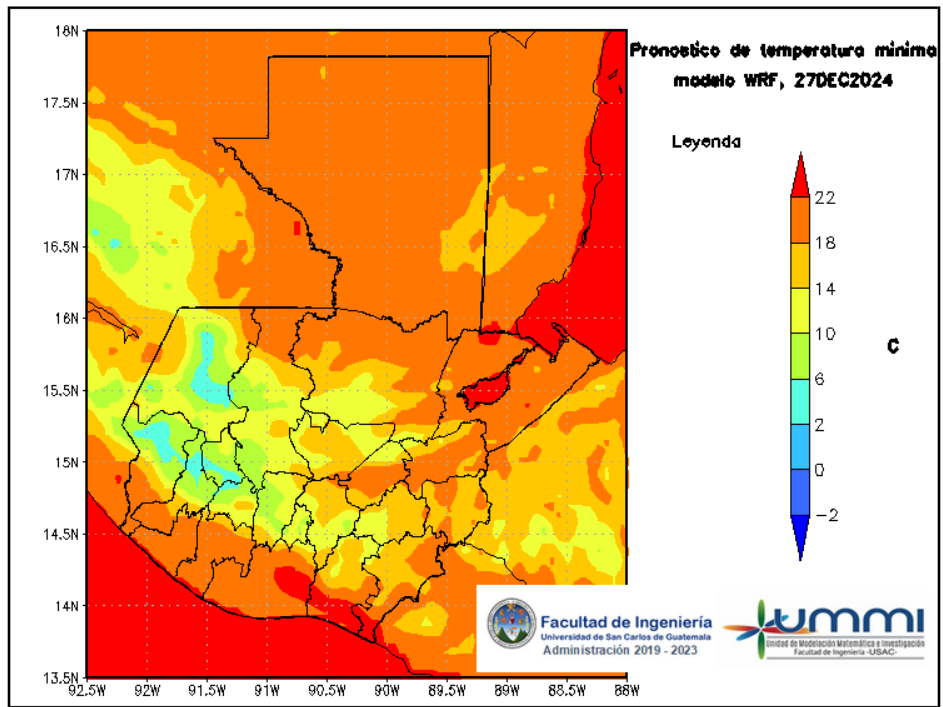 Pronostico de temperatura minima
modelo WRF, 27DEC2024
Leyenda
22
18
14
10
6
2
0
−2
C
18N
17.5N
17N
16.5N
16N
15.5N
15N
14.5N
14N
13.5N
92.5W 92W 91.5W 91W 90.5W 90W 89.5W 89W 88.5W 88W
Facultad de Ingeniería
Universidad de San Carlos de Guatemala
Administración 2019 - 2023
ummi
Unidad de Modelación Matemática e Investigación
Facultad de Ingeniería -USAC-